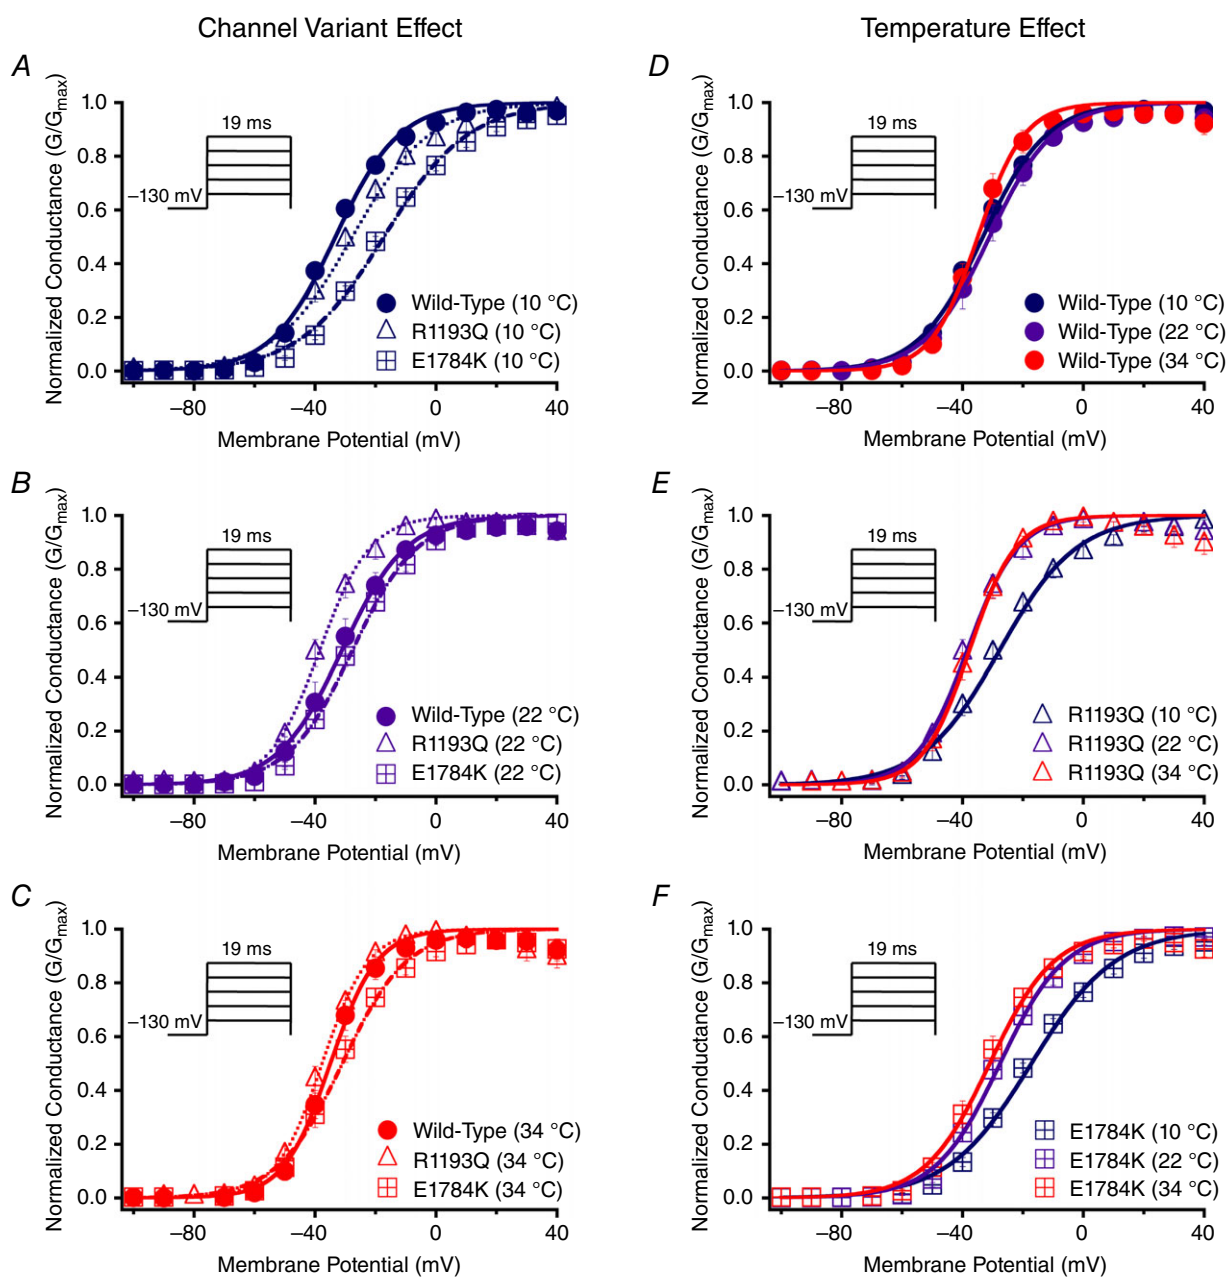 Channel Variant Effect
Temperature Effect
A
Normalized Conductance (G/Gmax)
1.0
0.8
0.6
0.4
0.2
0.0
19 ms
–130 mV
Wild-Type (10 °C)
R1193Q (10 °C)
E1784K (10 °C)
–80
–40
0
40
Membrane Potential (mV)
D
Normalized Conductance (G/Gmax)
1.0
0.8
0.6
0.4
0.2
0.0
19 ms
–130 mV
Wild-Type (10 °C)
Wild-Type (22 °C)
Wild-Type (34 °C)
–80
–40
0
40
Membrane Potential (mV)
B
Normalized Conductance (G/Gmax)
1.0
0.8
0.6
0.4
0.2
0.0
19 ms
–130 mV
Wild-Type (22 °C)
R1193Q (22 °C)
E1784K (22 °C)
–80
–40
0
40
Membrane Potential (mV)
E
Normalized Conductance (G/Gmax)
1.0
0.8
0.6
0.4
0.2
0.0
19 ms
–130 mV
R1193Q (10 °C)
R1193Q (22 °C)
R1193Q (34 °C)
–80
–40
0
40
Membrane Potential (mV)
C
Normalized Conductance (G/Gmax)
1.0
0.8
0.6
0.4
0.2
0.0
19 ms
–130 mV
Wild-Type (34 °C)
R1193Q (34 °C)
E1784K (34 °C)
–80
–40
0
40
Membrane Potential (mV)
F
Normalized Conductance (G/Gmax)
1.0
0.8
0.6
0.4
0.2
0.0
19 ms
–130 mV
E1784K (10 °C)
E1784K (22 °C)
E1784K (34 °C)
–80
–40
0
40
Membrane Potential (mV)